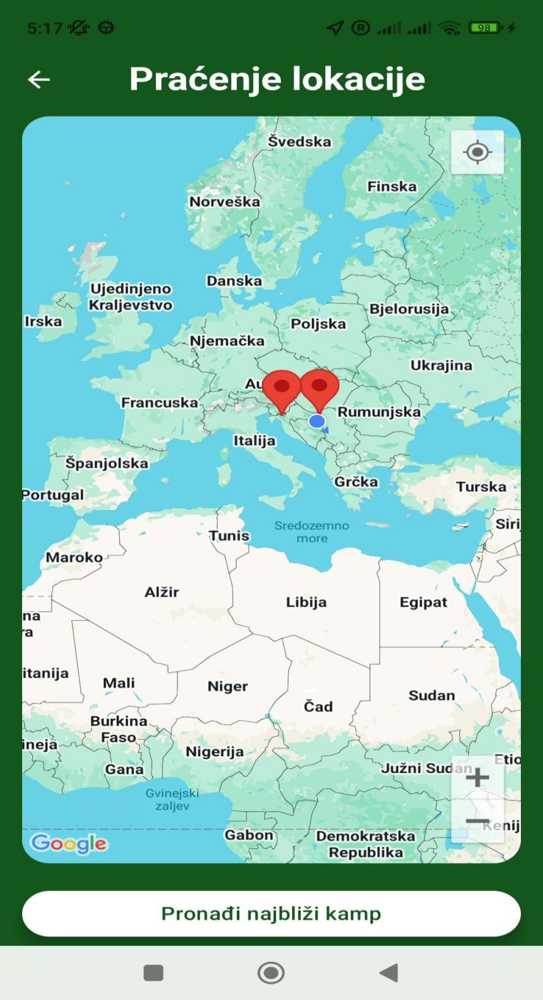 5:17
98
Praćenje lokacije
Švedska
Finska
Norveška
Danska
Ujedinjeno
Kraljevstvo
Irska
Bjelorusija
Poljska
Njemačka
Ukrajina
Au
Francuska
Rumunjska
Italija
Španjolska
Grčka
Turska
Portugal
Sredozemno
more
Siri
Tunis
Maroko
Alžir
Libija
Egipat
na
ra
itanija
Mali
Niger
Sudan
Čad
Burkina
Faso
ineja
Nigerija
Etio
Gana
Južni Sudan
Gvinejski
zaljev
Kenij
Gabon
Demokratska
Republika
Google
Pronađi najbliži kamp